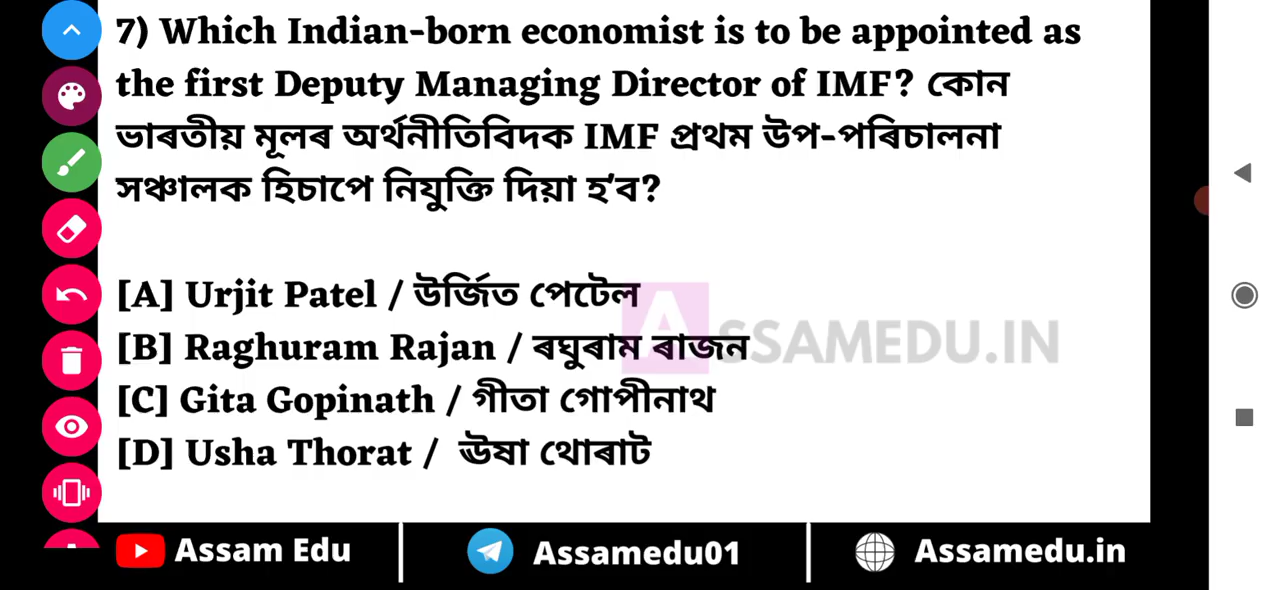 7) Which Indian-born economist is to be appointed as
the first Deputy Managing Director of IMF? কোন
ভাৰতীয় মূলৰ অৰ্থনীতিবিদক IMF প্ৰথম উপ-পৰিচালনা
সঞ্চালক হিচাপে নিযুক্তি দিয়া হ'ব?
[A] Urjit Patel / উৰ্জিত পেটেল
[B] Raghuram Rajan / ৰঘুৰাম ৰাজন
ASSAMEDU.IN
[C] Gita Gopinath / গীতা গোপীনাথ
[D] Usha Thorat / ঊষা থোৰাট
Assam Edu
Assamedu01
Assamedu.in